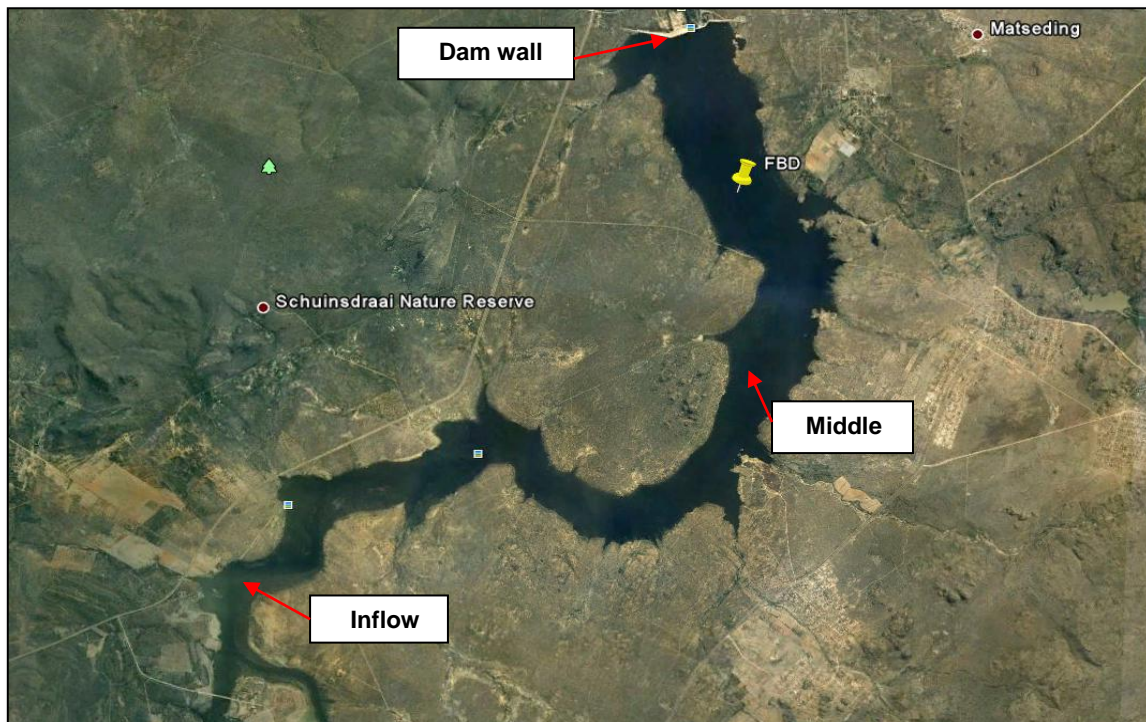 Dam wall
Matseding
FBD
Schuinsdraai Nature Reserve
Middle
Inflow